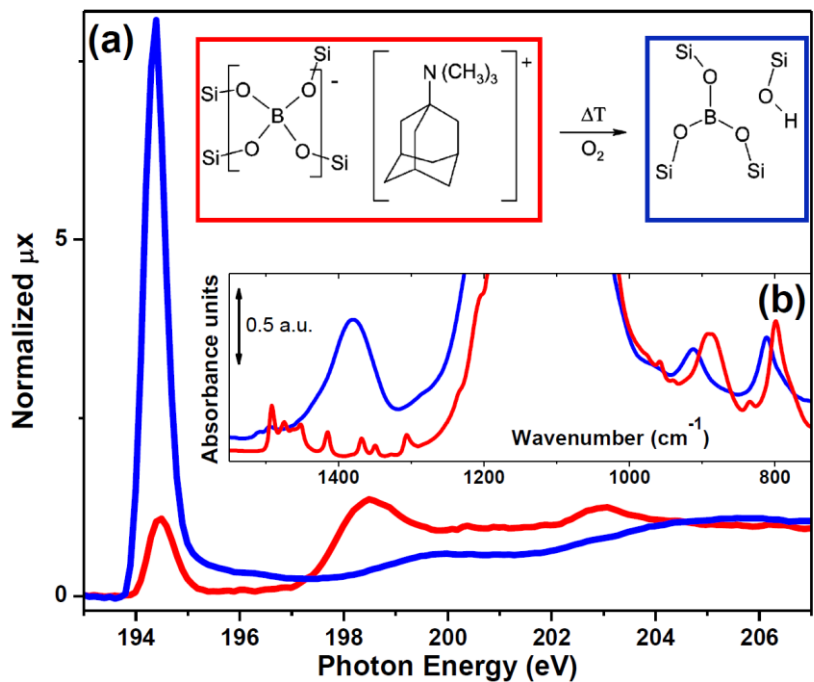 (a)
Si
Si O O
B
Si O O Si
-
N (CH₃)₃
+
ΔT
O₂
Si Si
O O
B H
O O
Si Si
Normalized µx
5
0
(b)
Absorbance units
0.5 a.u.
Wavenumber (cm⁻¹)
1400 1200 1000 800
194 196 198 200 202 204 206
Photon Energy (eV)